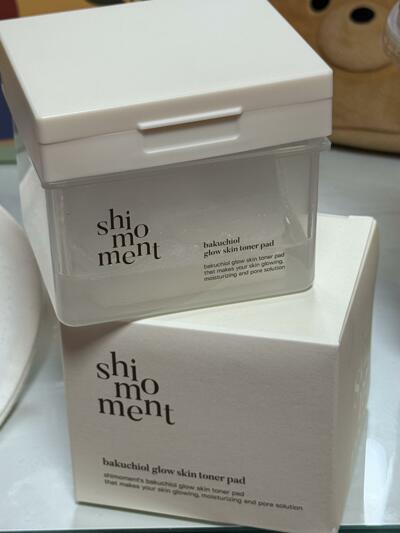 shi
mo
ment
bakuchiol
glow skin toner pad
bakuchiol glow skin toner pad
that makes your skin glowing,
moisturizing and pore solution
shi
mo
ment
bakuchiol glow skin toner pad
shimoment's bakuchiol glow skin toner pad
that makes your skin glowing, moisturizing and pore solution